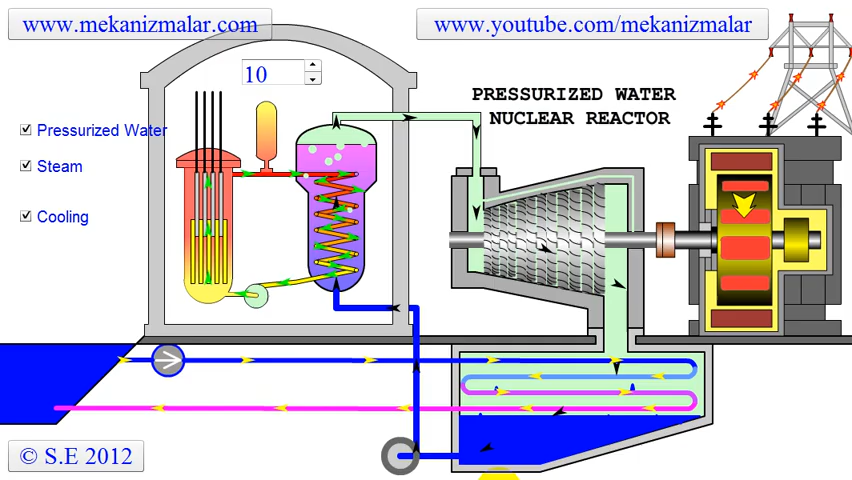 www.mekanizmalar.com
www.youtube.com/mekanizmalar
10
PRESSURIZED WATER
NUCLEAR REACTOR
Pressurized Water
Steam
Cooling
© S.E 2012